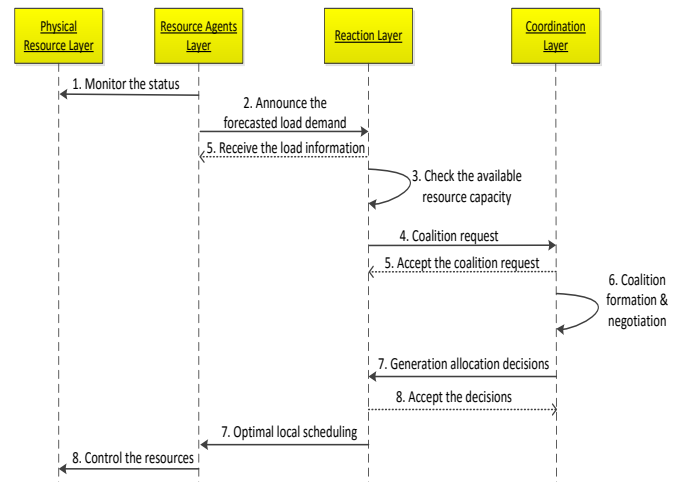 Physical
Resource Layer
Resource Agents
Layer
Reaction Layer
Coordination
Layer
1. Monitor the status
2. Announce the
forecasted load demand
5. Receive the load information
3. Check the available
resource capacity
4. Coalition request
5. Accept the coalition request
6. Coalition
formation &
negotiation
7. Generation allocation decisions
8. Accept the decisions
7. Optimal local scheduling
8. Control the resources